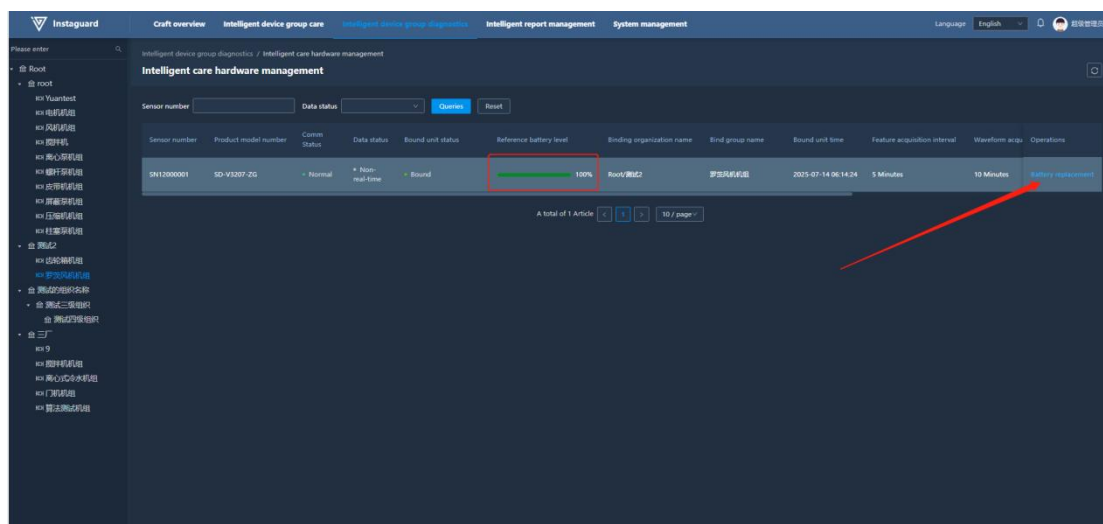 Instaguard
Craft overview Intelligent device group care Intelligent device group diagnostics Intelligent report management System management
Language English
超级管理员
Please enter
Root
root
Yuantest
电机机组
风机机组
搅拌机
离心泵机组
螺杆泵机组
皮带机机组
屏蔽泵机组
压缩机机组
柱塞泵机组
测试2
齿轮箱机组
罗茨风机机组
测试的组织名称
测试三级组织
测试四级组织
三厂
9
搅拌机机组
离心式冷水机组
门机机组
算法测试机组
Intelligent device group diagnostics / Intelligent care hardware management
Intelligent care hardware management
Sensor number Data status Queries Reset
Sensor number Product model number Comm Status Data status Bound unit status Reference battery level Binding organization name Bind group name Bound unit time Feature acquisition interval Waveform acqu Operations
SN12000001 SD-V3207-ZG Normal Non-real-time Bound 100% Root/测试2 罗茨风机机组 2025-07-14 06:14:24 5 Minutes 10 Minutes Battery replacement
A total of 1 Article < 1 > 10 / page